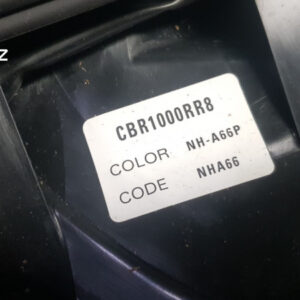 Z
CBR1000RR8
COLOR NH-A66P
CODE NHA66